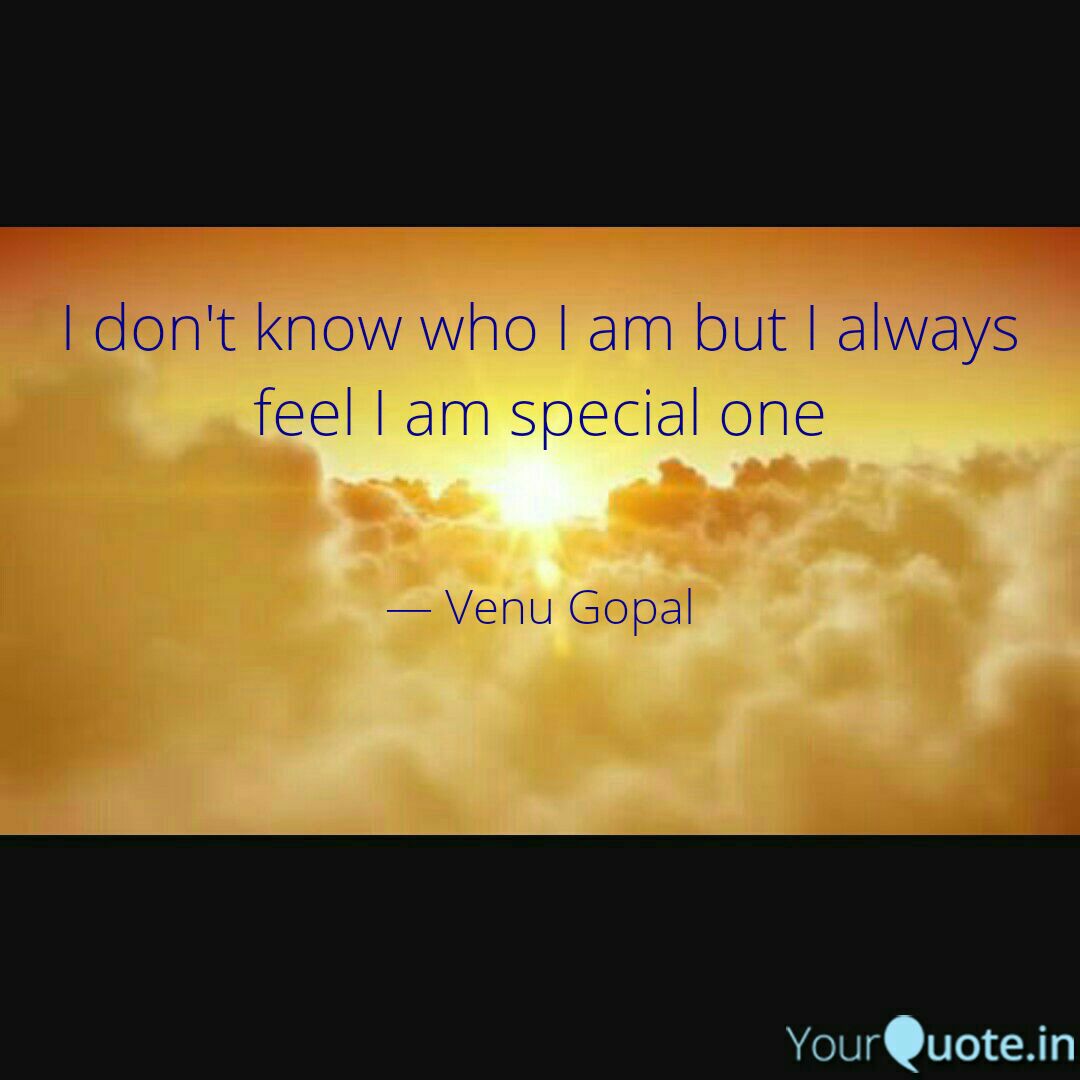 I don't know who I am but I always
feel I am special one
— Venu Gopal
YourQuote.in